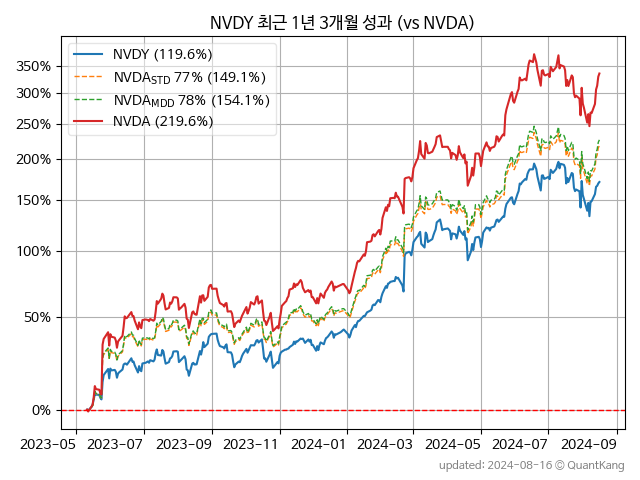 NVDY 최근 1년 3개월 성과 (vs NVDA)
NVDY (119.6%)
NVDA_STD 77% (149.1%)
NVDA_MDD 78% (154.1%)
NVDA (219.6%)
350%
300%
250%
200%
150%
100%
50%
0%
2023-05 2023-07 2023-09 2023-11 2024-01 2024-03 2024-05 2024-07 2024-09
updated: 2024-08-16 © QuantKang